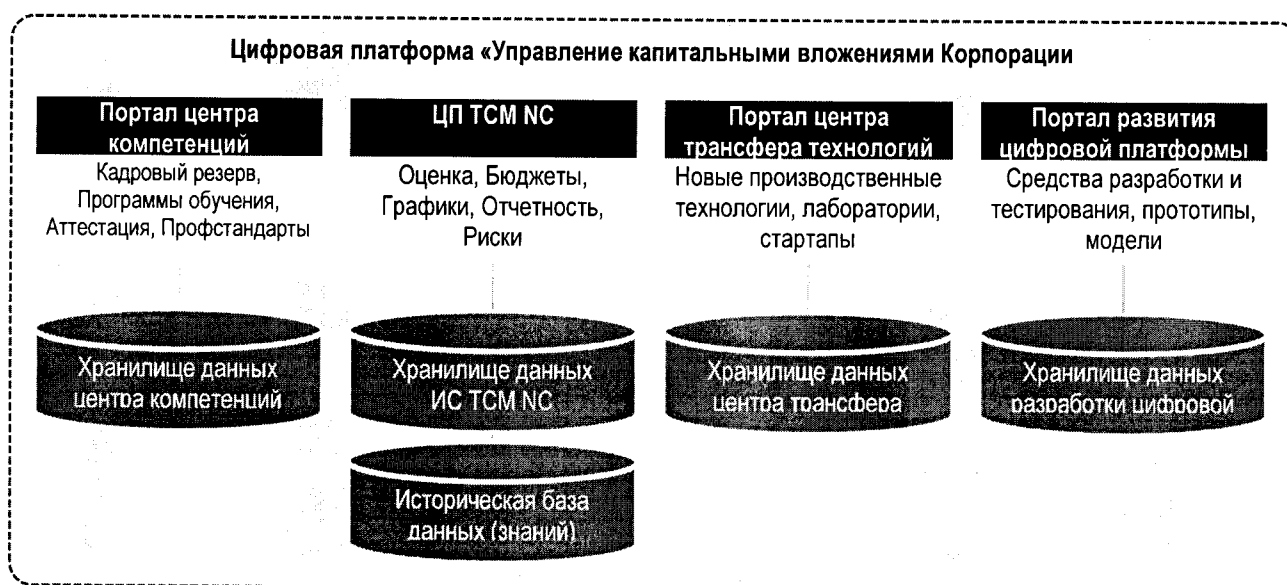 Цифровая платформа «Управление капитальными вложениями Корпорации
Портал центра
компетенций
Кадровый резерв,
Программы обучения,
Аттестация, Профстандарты
Хранилище данных
центра компетенций
ЦП TCM NC
Оценка, Бюджеты,
Графики, Отчетность,
Риски
Хранилище данных
ИС TCM NC
Историческая база
данных (знаний)
Портал центра
трансфера технологий
Новые производственные
технологии, лаборатории,
стартапы
Хранилище данных
центра трансфера
Портал развития
цифровой платформы
Средства разработки и
тестирования, прототипы,
модели
Хранилище данных
разработки цифровой